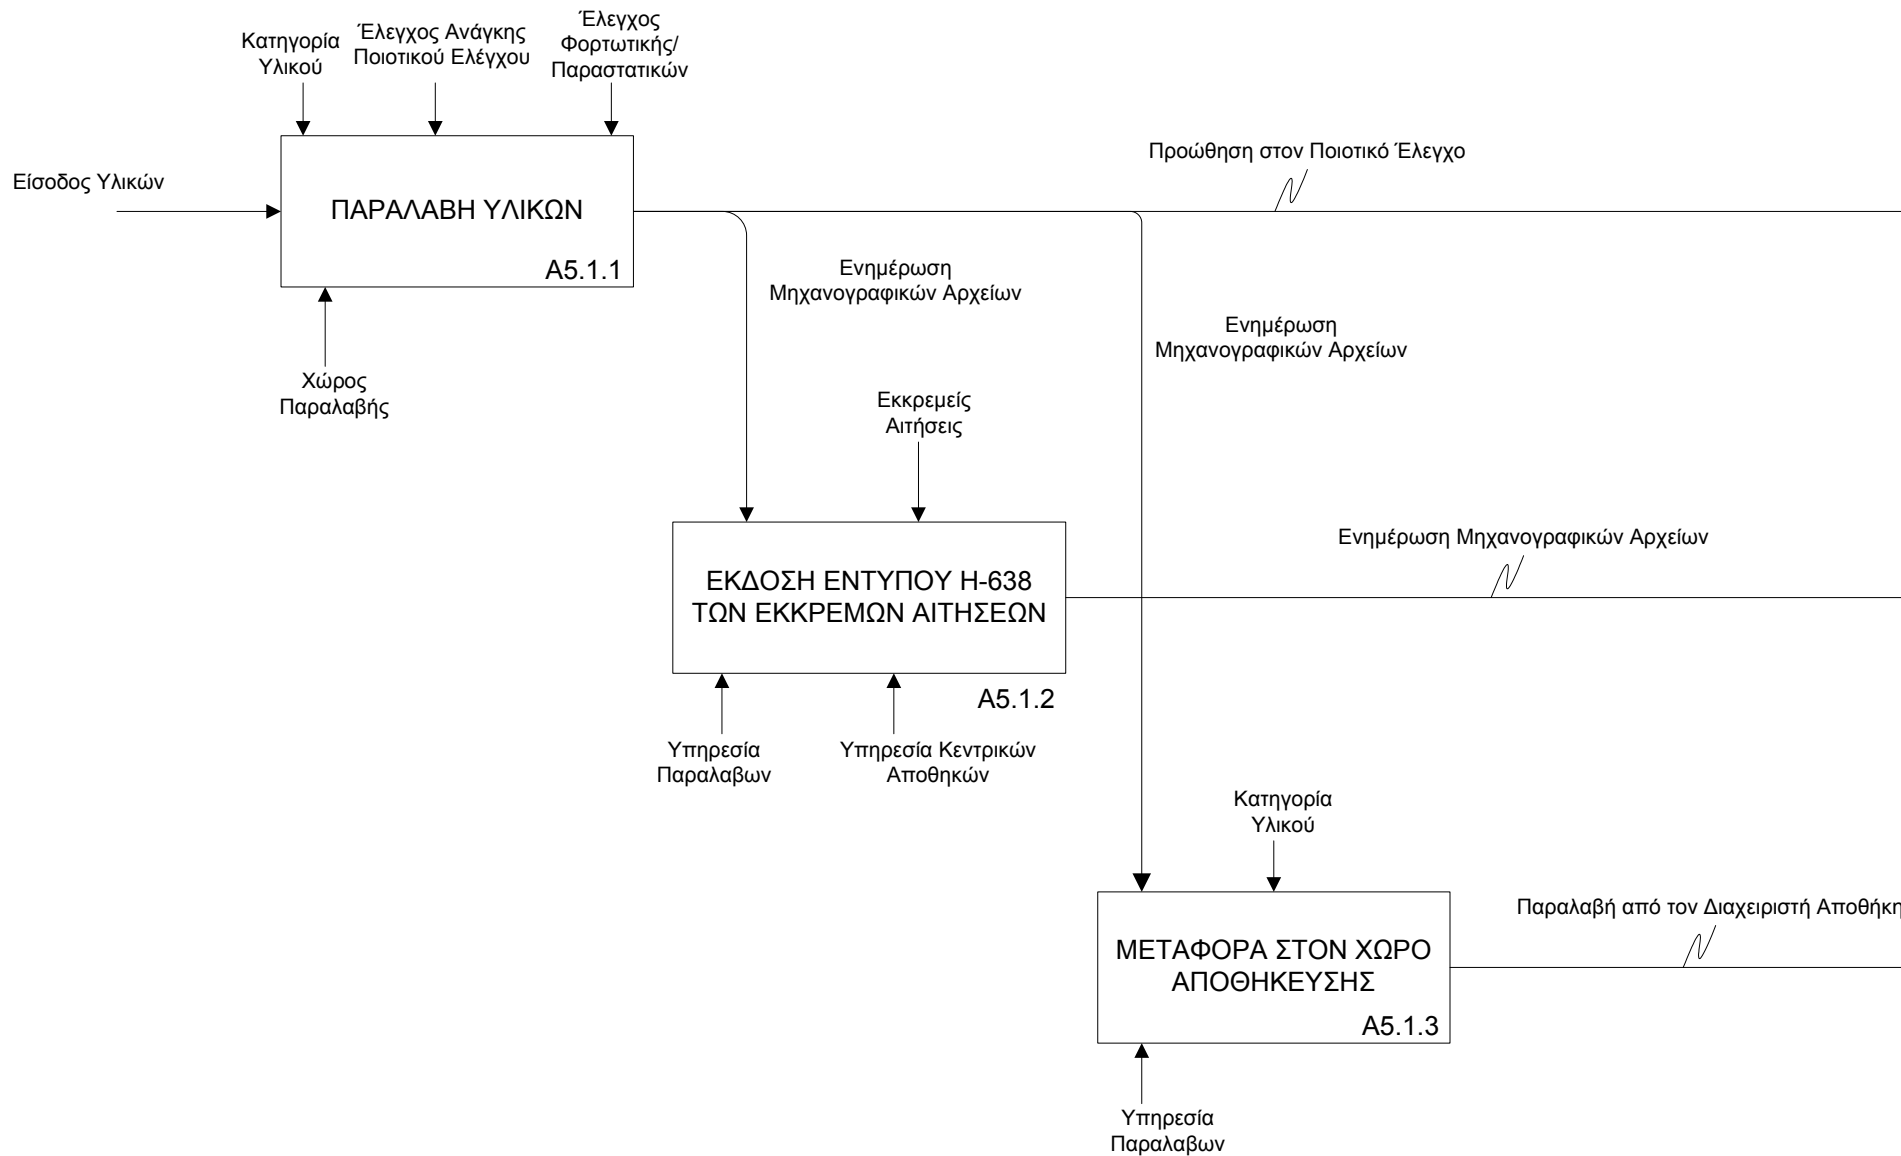 Κατηγορία
Υλικού
Έλεγχος Ανάγκης
Ποιοτικού Ελέγχου
Έλεγχος
Φορτωτικής/
Παραστατικών
Είσοδος Υλικών
ΠΑΡΑΛΑΒΗ ΥΛΙΚΩΝ
A5.1.1
Προώθηση στον Ποιοτικό Έλεγχο
Χώρος
Παραλαβής
Ενημέρωση
Μηχανογραφικών Αρχείων
Ενημέρωση
Μηχανογραφικών Αρχείων
Εκκρεμείς
Αιτήσεις
ΕΚΔΟΣΗ ΕΝΤΥΠΟΥ Η-638
ΤΩΝ ΕΚΚΡΕΜΩΝ ΑΙΤΗΣΕΩΝ
A5.1.2
Ενημέρωση Μηχανογραφικών Αρχείων
Υπηρεσία
Παραλαβων
Υπηρεσία Κεντρικών
Αποθηκών
Κατηγορία
Υλικού
ΜΕΤΑΦΟΡΑ ΣΤΟΝ ΧΩΡΟ
ΑΠΟΘΗΚΕΥΣΗΣ
A5.1.3
Παραλαβή από τον Διαχειριστή Αποθήκη
Υπηρεσία
Παραλαβων